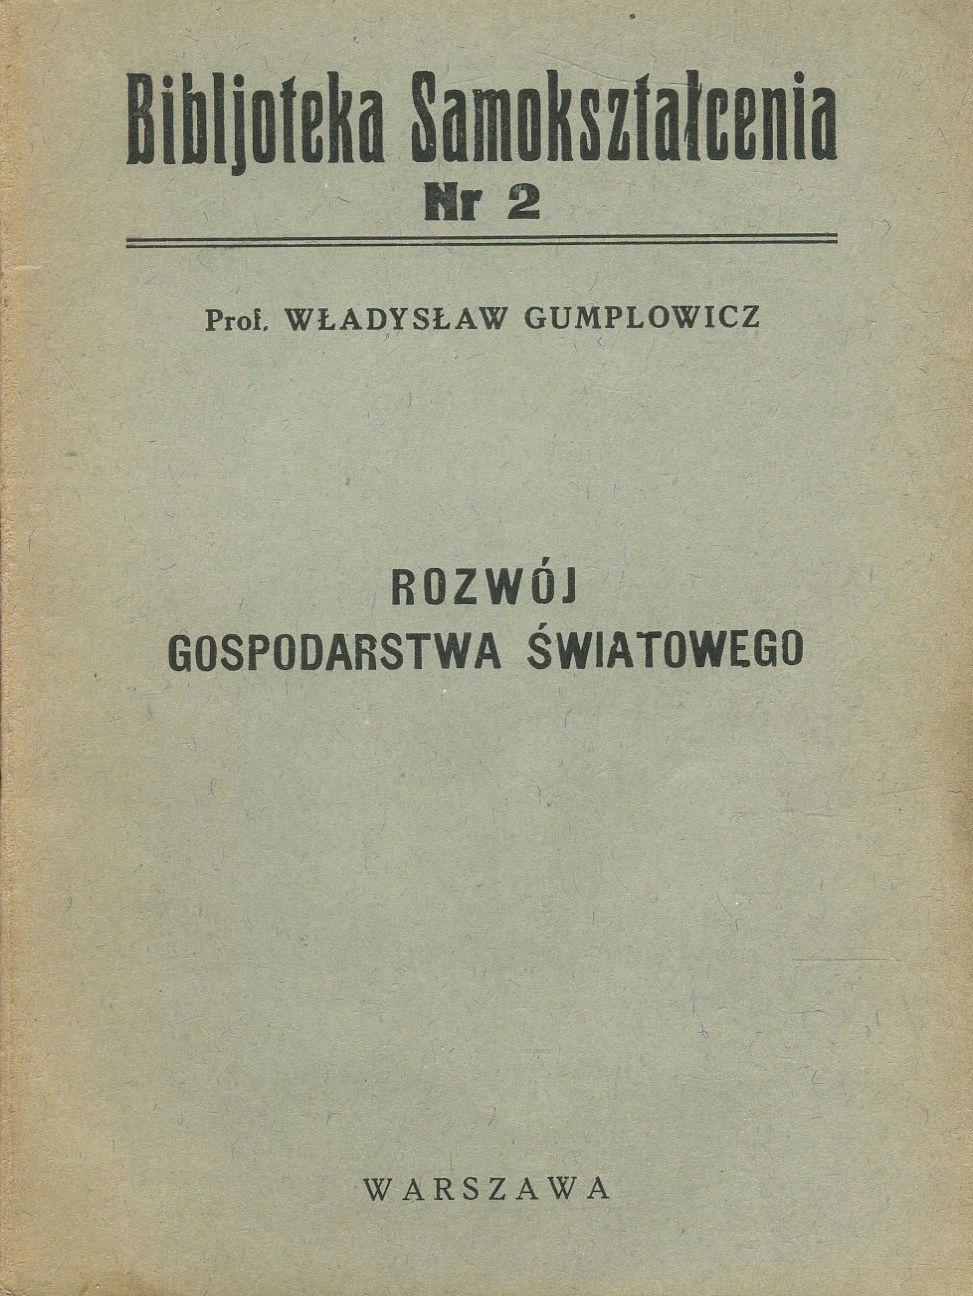 Bibljoteka Samokształcenia
Nr 2
Prof. WŁADYSŁAW GUMPLOWICZ
ROZWÓJ
GOSPODARSTWA ŚWIATOWEGO
WARSZAWA